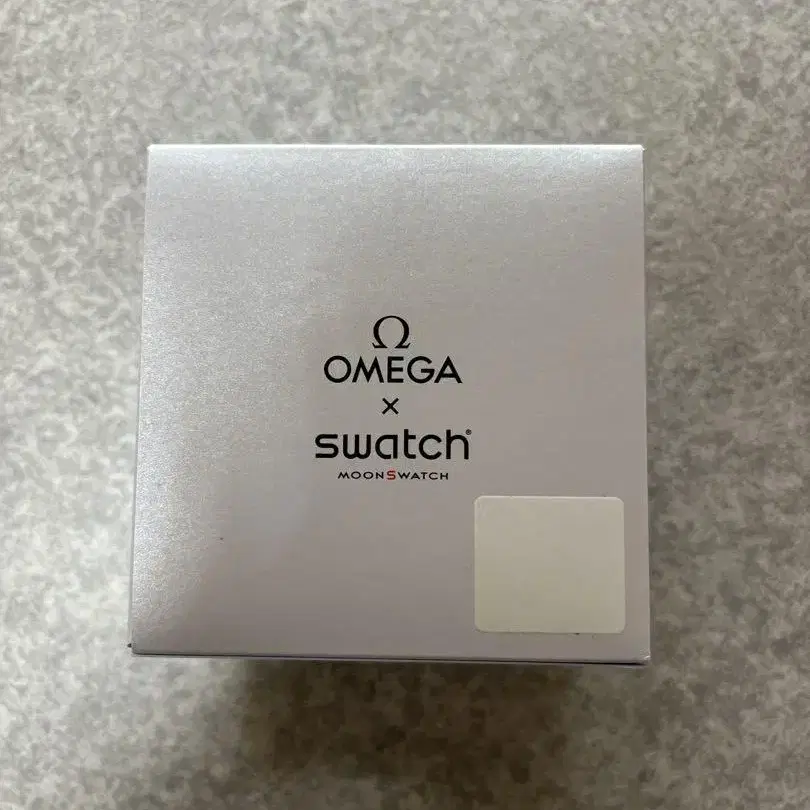 Ω
OMEGA
×
swatch®
MOONSWATCH